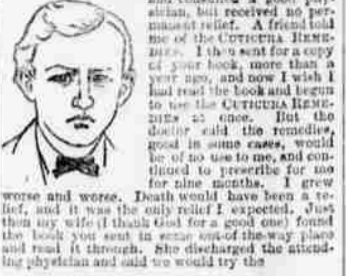 and consulted a good phy-
sician, but received no per-
manent relief. A friend told
me of the CUTICURA REME-
DIES. I then sent for a copy
of your book, more than a
year ago, and now I wish I
had read the book and begun
to use the CUTICURA REME-
DIES at once. But the
doctor said the remedies,
good in some cases, would
be of no use to me, and con-
tinued to prescribe for me
for nine months. I grew
worse and worse. Death would have been a re-
lief, and it was the only relief I expected. Just
then my wife (I thank God for a good one) found
the book you sent in some out-of-the-way place
and read it through. She discharged the attend-
ing physician and said we would try the